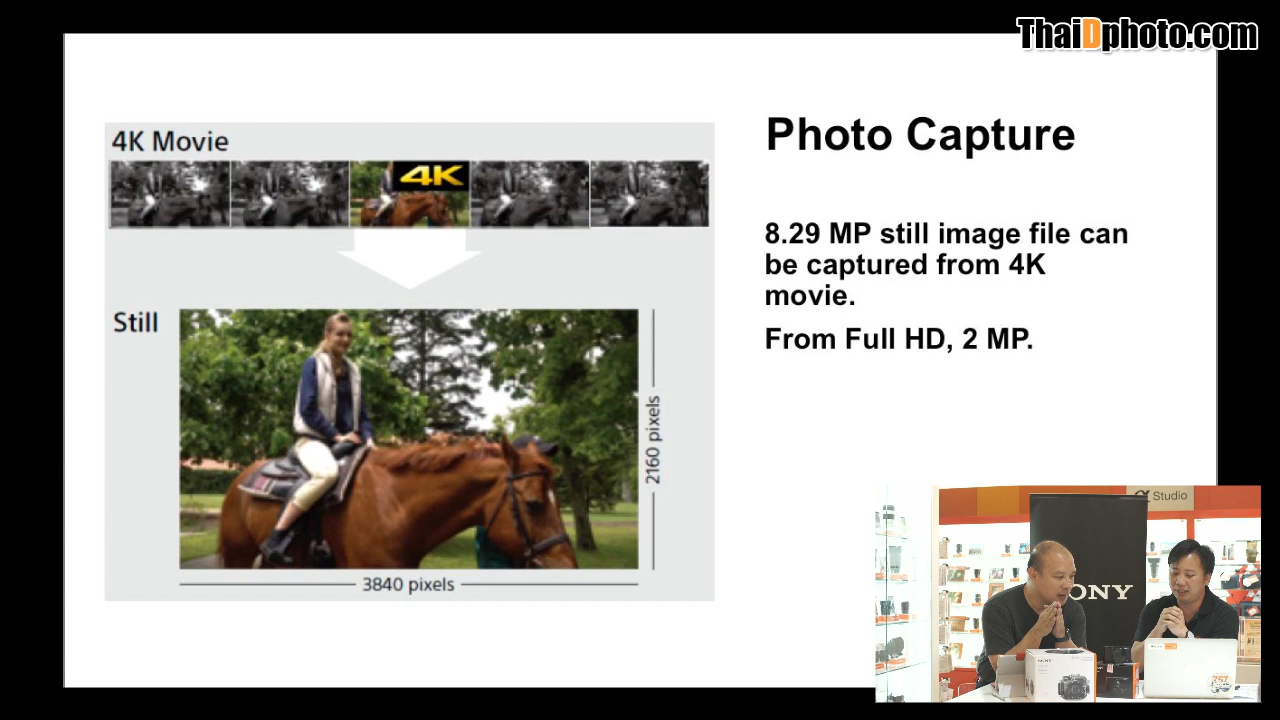 ThaiDphoto.com
4K Movie
4K
Still
2160 pixels
3840 pixels
Photo Capture
8.29 MP still image file can
be captured from 4K
movie.
From Full HD, 2 MP.
α Studio
SONY
SONY